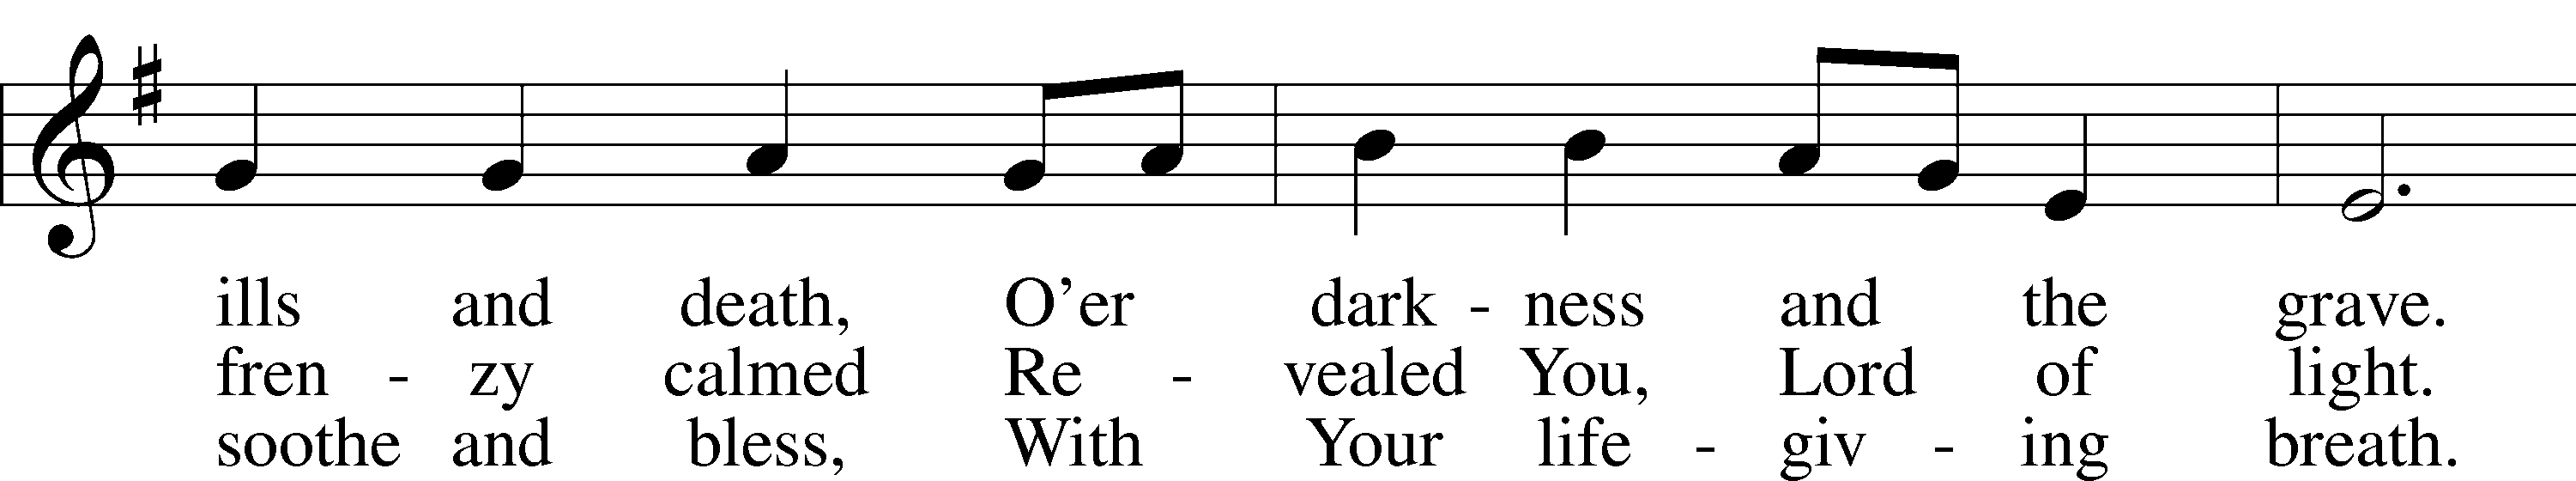 ills and death, O’er dark - ness and the grave.
fren - zy calmed Re - vealed You, Lord of light.
soothe and bless, With Your life - giv - ing breath.